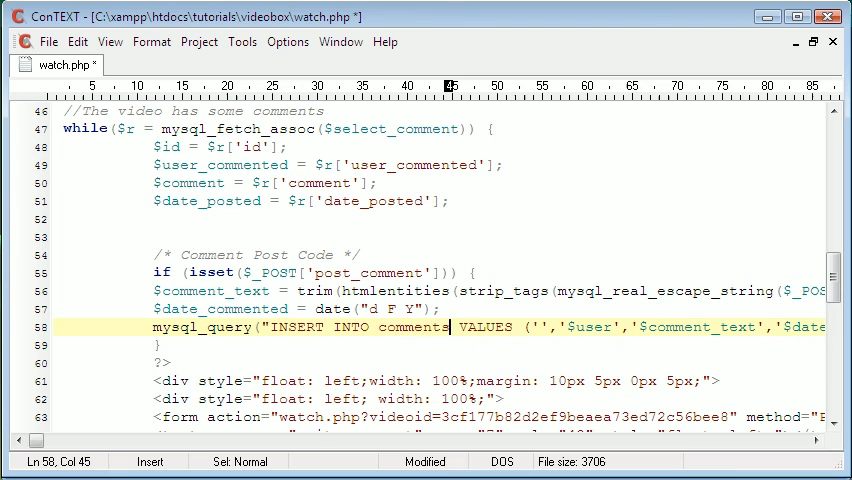 ConTEXT - [C:\xampp\htdocs\tutorials\videobox\watch.php *]
File Edit View Format Project Tools Options Window Help
watch.php *
5 10 15 20 25 30 35 40 45 50 55 60 65 70 75 80 85
46 //The video has some comments
47 while($r = mysql_fetch_assoc($select_comment)) {
48 $id = $r['id'];
49 $user_commented = $r['user_commented'];
50 $comment = $r['comment'];
51 $date_posted = $r['date_posted'];
52
53
54 /* Comment Post Code */
55 if (isset($_POST['post_comment'])) {
56 $comment_text = trim(htmlentities(strip_tags(mysql_real_escape_string($_POS
57 $date_commented = date("d F Y");
58 mysql_query("INSERT INTO comments VALUES ('','$user','$comment_text','$date
59 }
60 ?>
61 <div style="float: left;width: 100%;margin: 10px 5px 0px 5px;">
62 <div style="float: left; width: 100%;">
63 <form action="watch.php?videoid=3cf177b82d2ef9beaea73ed72c56bee8" method="P
Ln 58, Col 45 Insert Sel: Normal Modified DOS File size: 3706